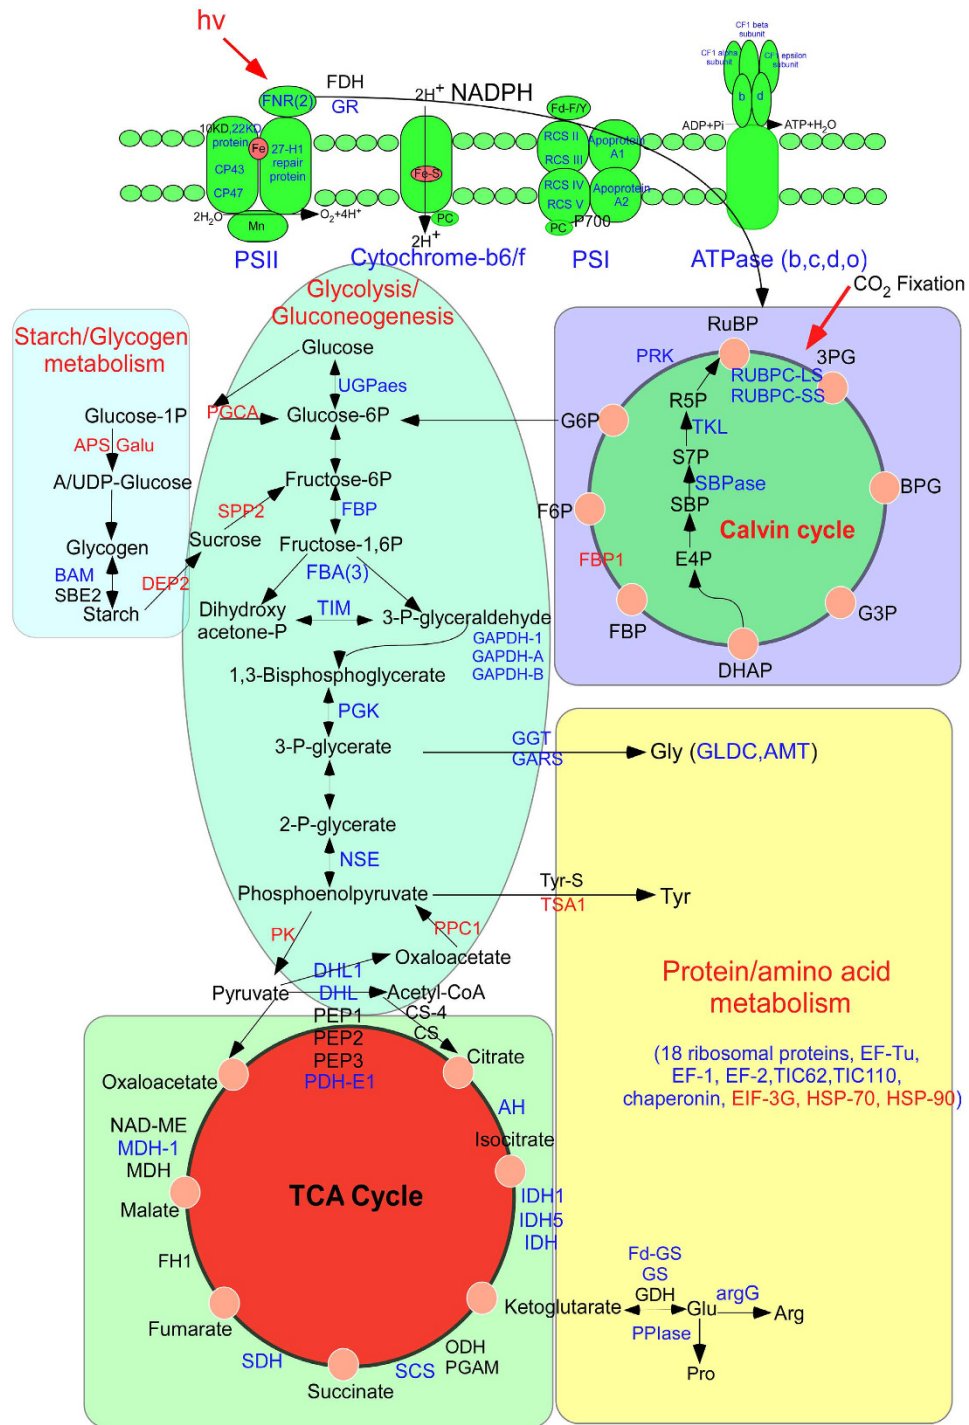 hv
FDH
GR
FNR(2)
2H+ NADPH
Fd-F/Y
CF1 beta
subunit
CF1 alpha
subunit
CF1 epsilon
subunit
b
d
ADP+Pi
ATP+H2O
10KD,22KD
protein
Fe
CP43
CP47
27-H1
repair
protein
2H2O
Mn
O2+4H+
Fe-S
PC
2H+
RCS II
RCS III
RCS IV
RCS V
Apoprotein
A1
Apoprotein
A2
PC
P700
PSII
Cytochrome-b6/f
PSI
ATPase (b,c,d,o)
CO2 Fixation
Starch/Glycogen
metabolism
Glucose-1P
APS Galu
A/UDP-Glucose
Glycogen
BAM
SBE2
Starch
DEP2
Sucrose
SPP2
PGCA
Glycolysis/
Gluconeogenesis
Glucose
UGPaes
Glucose-6P
Fructose-6P
FBP
Fructose-1,6P
FBA(3)
Dihydroxy
acetone-P
TIM
3-P-glyceraldehyde
GAPDH-1
GAPDH-A
GAPDH-B
1,3-Bisphosphoglycerate
PGK
3-P-glycerate
2-P-glycerate
NSE
Phosphoenolpyruvate
PK
PPC1
Oxaloacetate
DHL1
Pyruvate
DHL
Acetyl-CoA
RuBP
PRK
3PG
RUBPC-LS
RUBPC-SS
R5P
TKL
G6P
S7P
SBPase
SBP
BPG
F6P
Calvin cycle
FBP1
E4P
FBP
G3P
DHAP
GGT
GARS
Gly (GLDC,AMT)
Tyr-S
TSA1
Tyr
Protein/amino acid
metabolism
(18 ribosomal proteins, EF-Tu,
EF-1, EF-2,TIC62,TIC110,
chaperonin, EIF-3G, HSP-70, HSP-90)
PEP1
PEP2
PEP3
PDH-E1
CS-4
CS
Citrate
Oxaloacetate
AH
NAD-ME
MDH-1
MDH
Malate
Isocitrate
TCA Cycle
IDH1
IDH5
IDH
FH1
Fumarate
SDH
Succinate
SCS
ODH
PGAM
Ketoglutarate
Fd-GS
GS
GDH
PPlase
Glu
argG
Arg
Pro